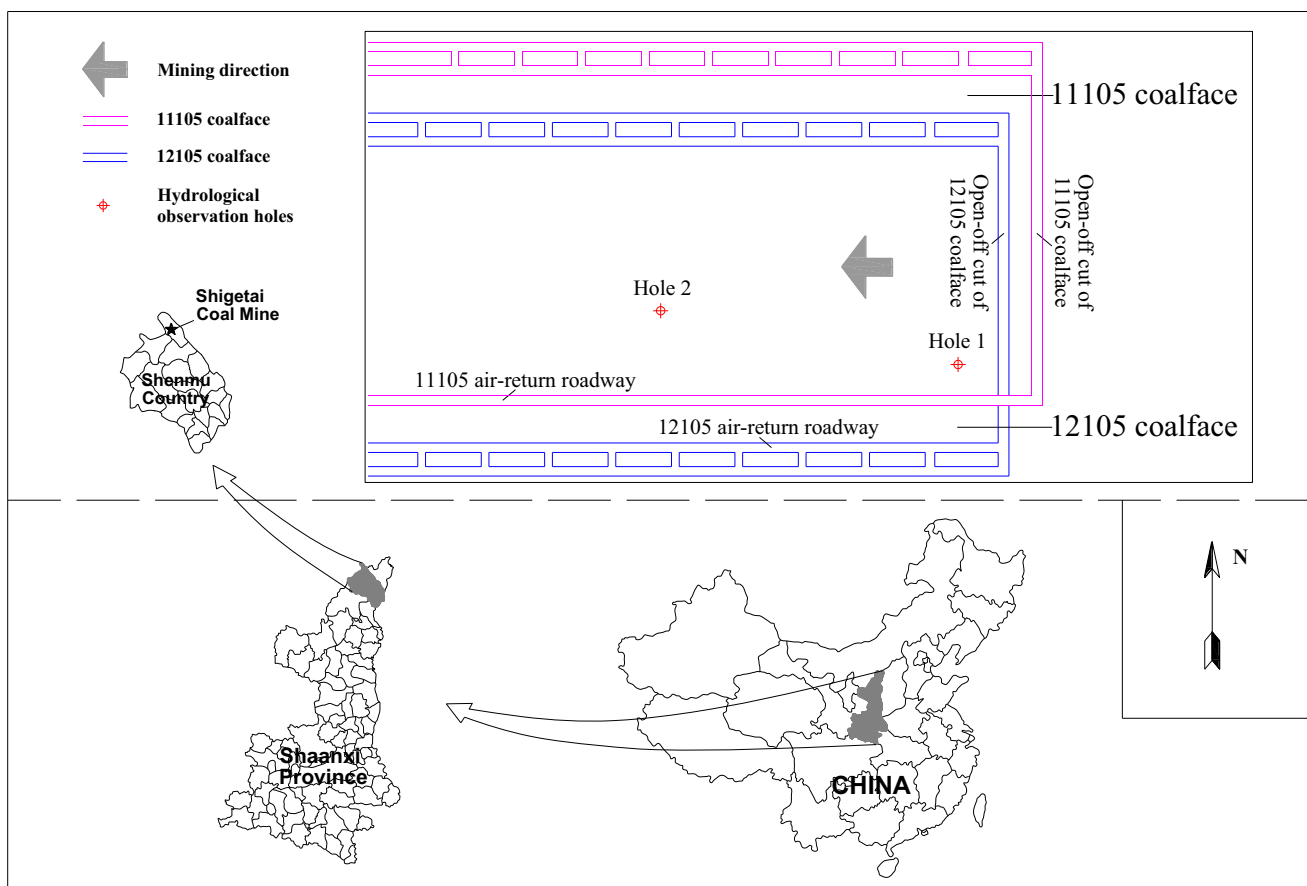 Mining direction
11105 coalface
12105 coalface
Hydrological
observation holes
11105 coalface
Open-off cut of
12105 coalface
Open-off cut of
11105 coalface
Hole 2
Hole 1
11105 air-return roadway
12105 air-return roadway
12105 coalface
Shigetai
Coal Mine
Shenmu
Country
Shaanxi
Province
CHINA
N